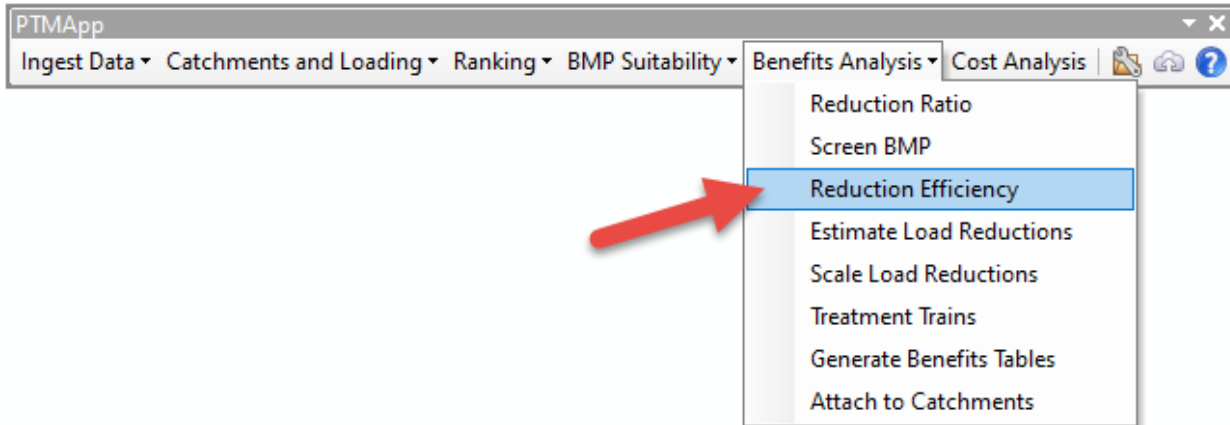 PTMApp
Ingest Data Catchments and Loading Ranking BMP Suitability Benefits Analysis Cost Analysis ?
Reduction Ratio
Screen BMP
Reduction Efficiency
Estimate Load Reductions
Scale Load Reductions
Treatment Trains
Generate Benefits Tables
Attach to Catchments